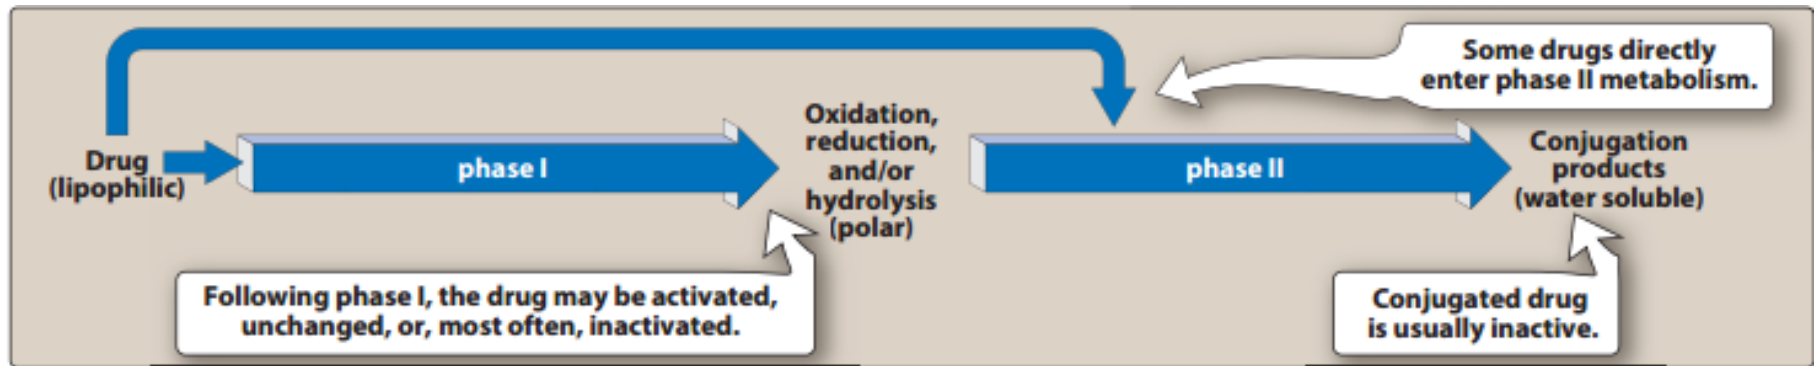 Some drugs directly
enter phase II metabolism.
Drug
(lipophilic)
phase I
Oxidation,
reduction,
and/or
hydrolysis
(polar)
phase II
Conjugation
products
(water soluble)
Following phase I, the drug may be activated,
unchanged, or, most often, inactivated.
Conjugated drug
is usually inactive.